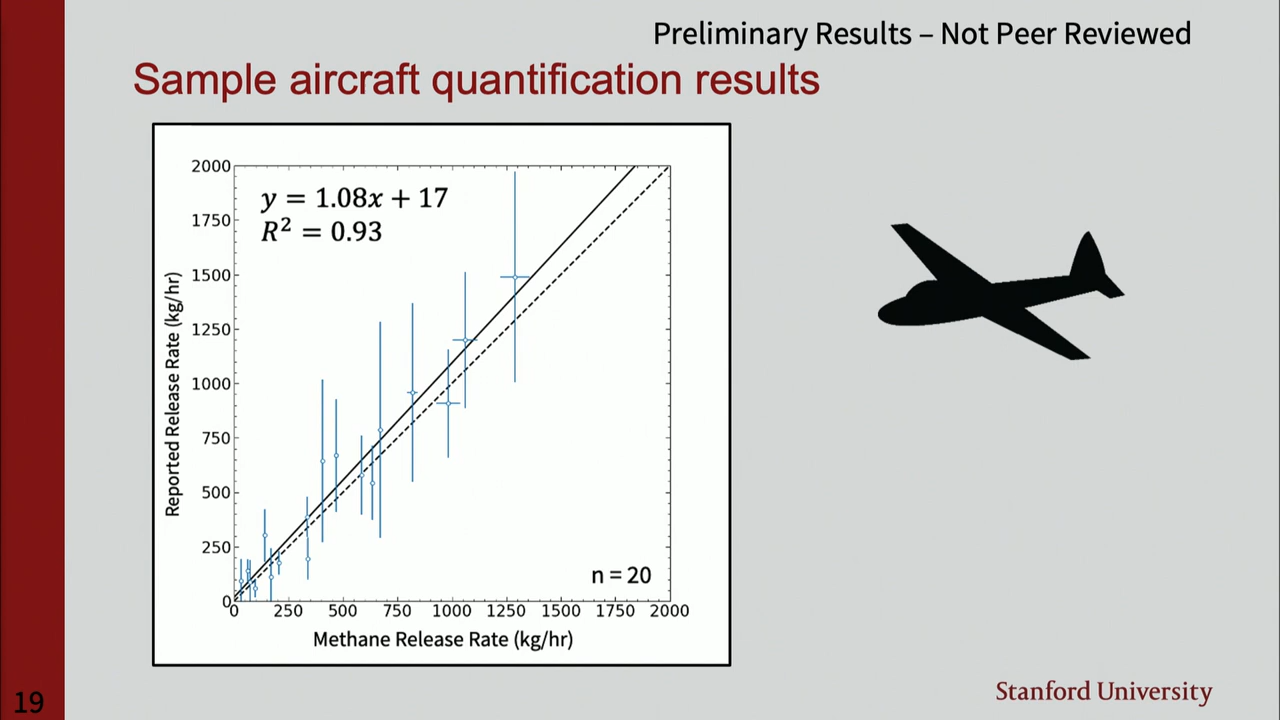 Preliminary Results – Not Peer Reviewed
Sample aircraft quantification results
y = 1.08x + 17
R² = 0.93
2000
1750
1500
1250
1000
750
500
250
0
Reported Release Rate (kg/hr)
n = 20
0 250 500 750 1000 1250 1500 1750 2000
Methane Release Rate (kg/hr)
19
Stanford University